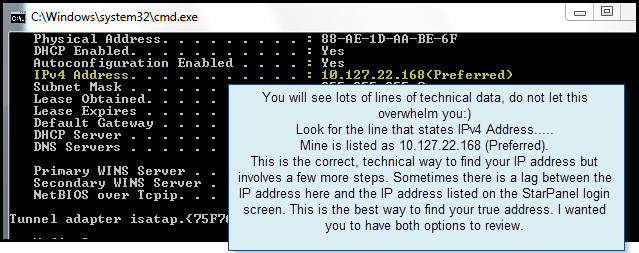 C:\Windows\system32\cmd.exe
Physical Address. . . . . . . . . : 88-AE-1D-AA-BE-6F
DHCP Enabled. . . . . . . . . . . : Yes
Autoconfiguration Enabled . . . . : Yes
IPv4 Address. . . . . . . . . . . : 10.127.22.168(Preferred)
Subnet Mask . . . . . . . . . . . :
Lease Obtained. . . . . . . . . . :
Lease Expires . . . . . . . . . . :
Default Gateway . . . . . . . . . :
DHCP Server . . . . . . . . . . . :
DNS Servers . . . . . . . . . . . :
Primary WINS Server . . . . . . . :
Secondary WINS Server . . . . . . :
NetBIOS over Tcpip. . . . . . . . :
Tunnel adapter isatap.{75F7
You will see lots of lines of technical data, do not let this
overwhelm you:)
Look for the line that states IPv4 Address.....
Mine is listed as 10.127.22.168 (Preferred).
This is the correct, technical way to find your IP address but
involves a few more steps. Sometimes there is a lag between the
IP address here and the IP address listed on the StarPanel login
screen. This is the best way to find your true address. I wanted
you to have both options to review.